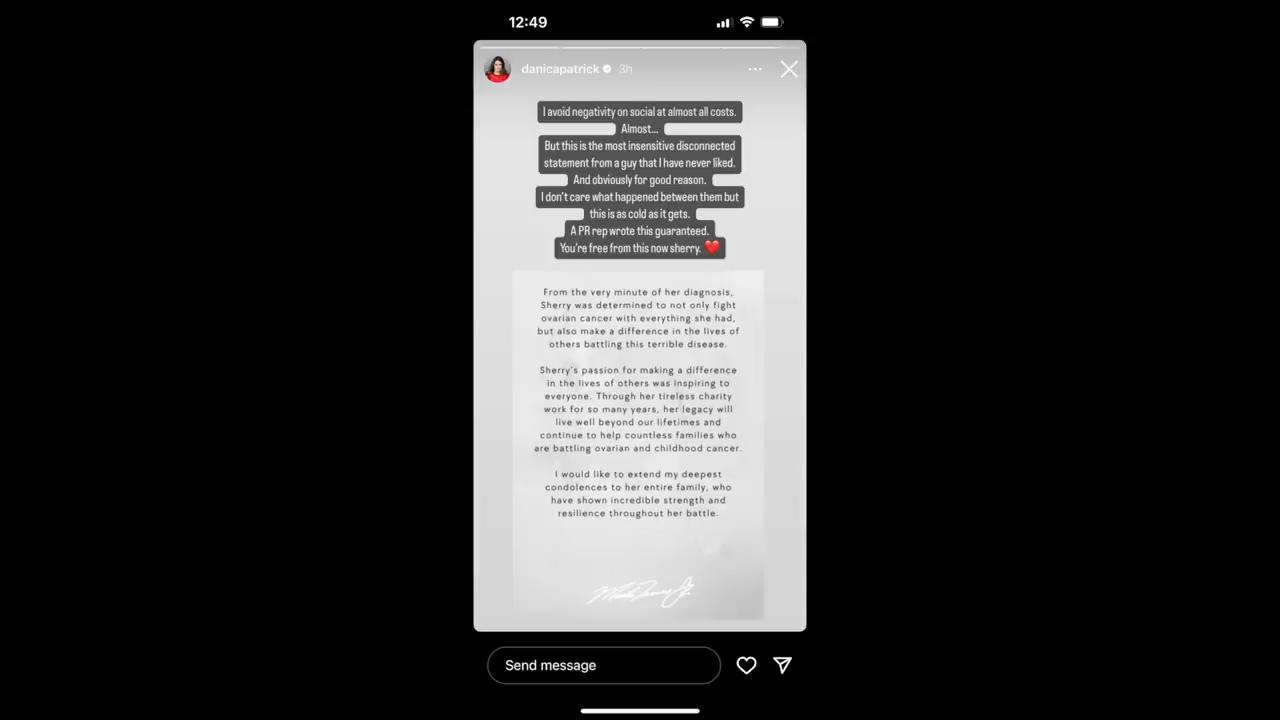 12:49
danicapatrick 3h
I avoid negativity on social at almost all costs.
Almost...
But this is the most insensitive disconnected
statement from a guy that I have never liked.
And obviously for good reason.
I don't care what happened between them but
this is as cold as it gets.
A PR rep wrote this guaranteed.
You're free from this now sherry. ❤️
From the very minute of her diagnosis,
Sherry was determined to not only fight
ovarian cancer with everything she had,
but also make a difference in the lives of
others battling this terrible disease.
Sherry's passion for making a difference
in the lives of others was inspiring to
everyone. Through her tireless charity
work for so many years, her legacy will
live well beyond our lifetimes and
continue to help countless families who
are battling ovarian and childhood cancer.
I would like to extend my deepest
condolences to her entire family, who
have shown incredible strength and
resilience throughout her battle.
Send message